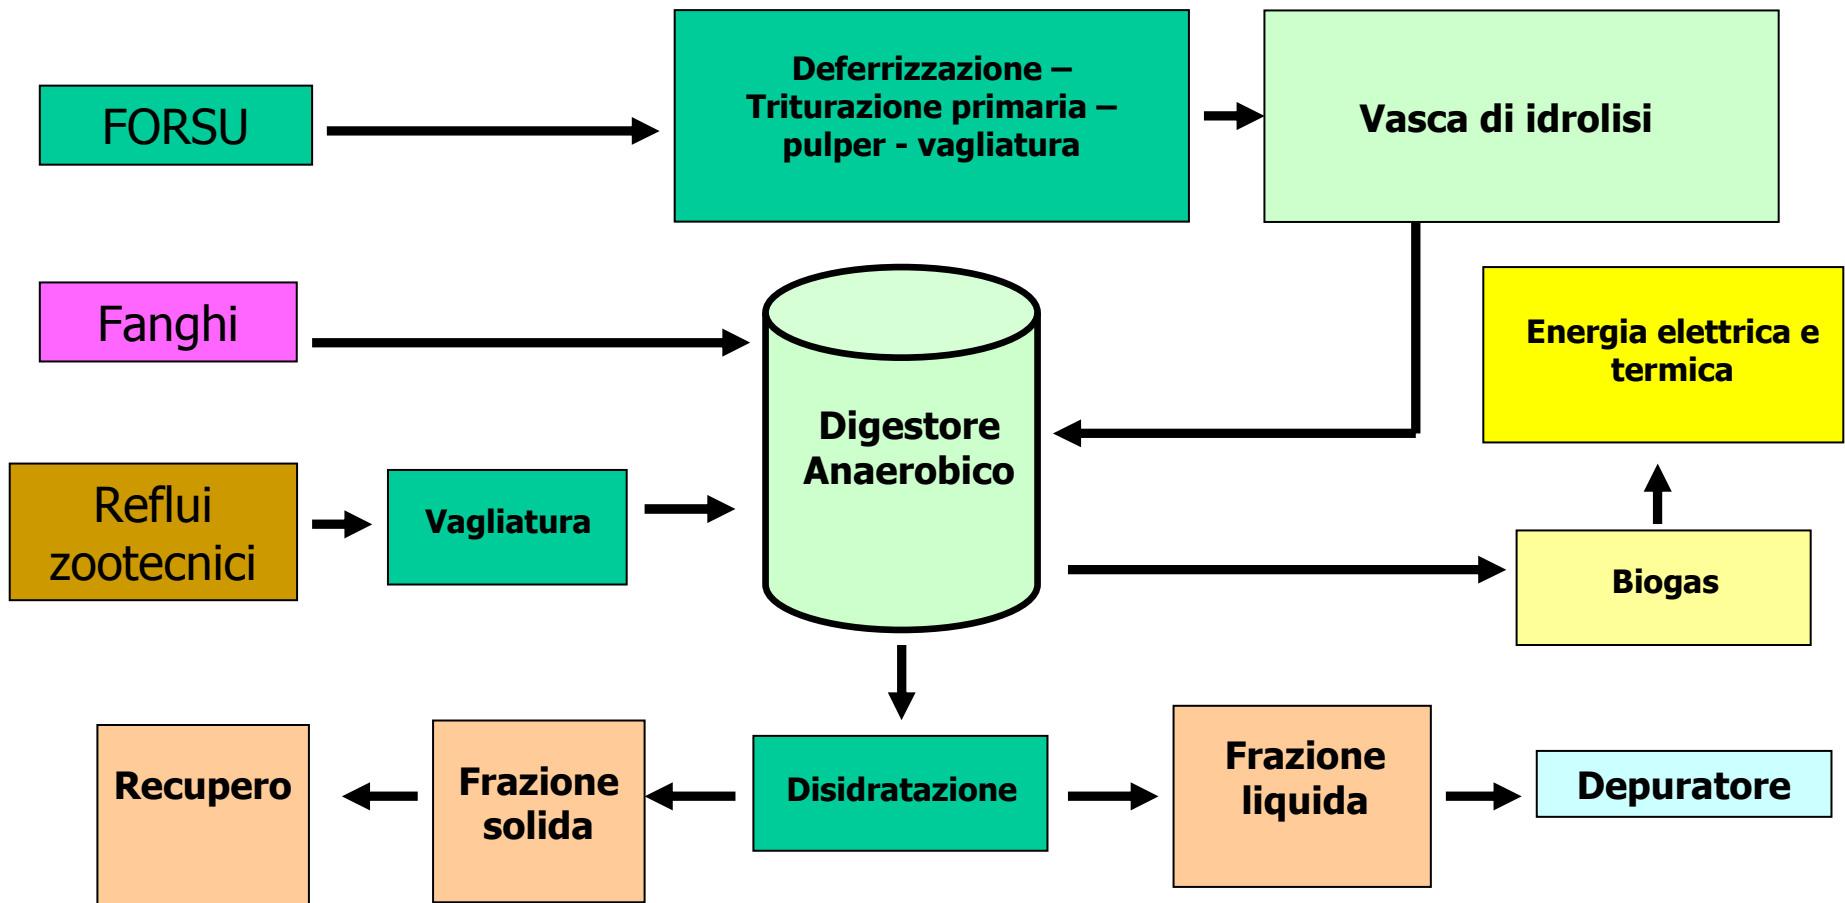 FORSU
Deferrizzazione –
Triturazione primaria –
pulper - vagliatura
Vasca di idrolisi
Fanghi
Energia elettrica e
termica
Digestore
Anaerobico
Reflui
zootecnici
Vagliatura
Biogas
Recupero
Frazione
solida
Disidratazione
Frazione
liquida
Depuratore